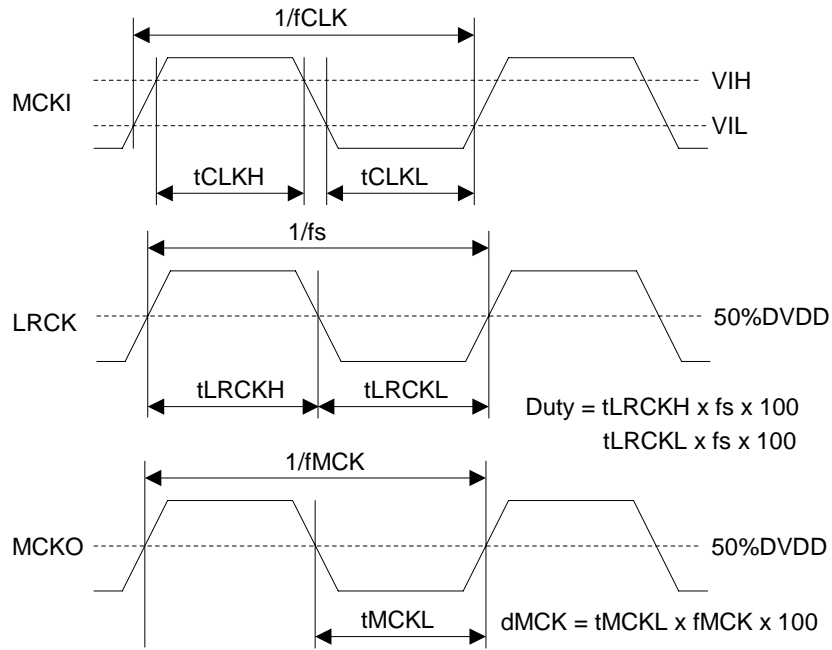 1/fCLK
MCKI
VIH
VIL
tCLKH
tCLKL
1/fs
LRCK
50%DVDD
tLRCKH
tLRCKL
Duty = tLRCKH x fs x 100
tLRCKL x fs x 100
1/fMCK
MCKO
50%DVDD
tMCKL
dMCK = tMCKL x fMCK x 100